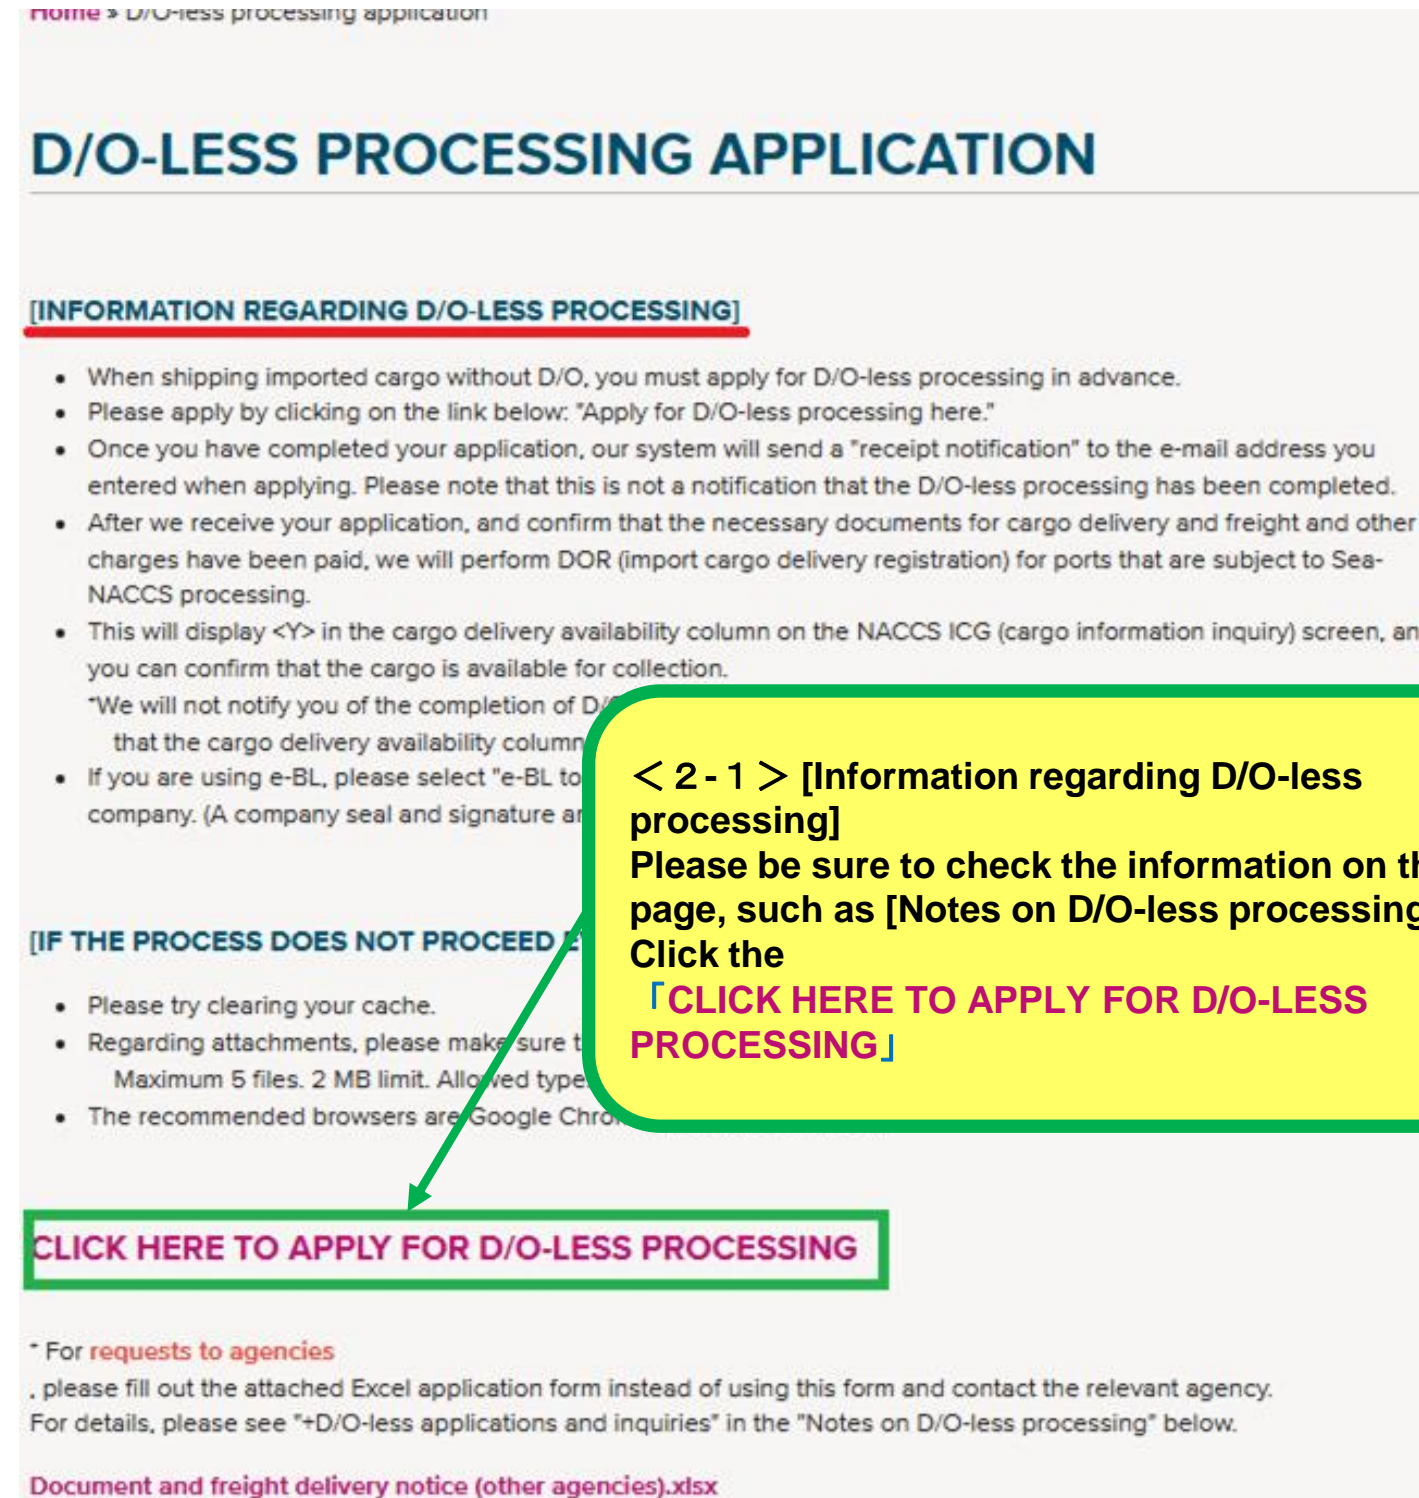 Home » D/O-less processing application
D/O-LESS PROCESSING APPLICATION
[INFORMATION REGARDING D/O-LESS PROCESSING]
• When shipping imported cargo without D/O, you must apply for D/O-less processing in advance.
• Please apply by clicking on the link below: "Apply for D/O-less processing here."
• Once you have completed your application, our system will send a "receipt notification" to the e-mail address you
entered when applying. Please note that this is not a notification that the D/O-less processing has been completed.
• After we receive your application, and confirm that the necessary documents for cargo delivery and freight and other
charges have been paid, we will perform DOR (import cargo delivery registration) for ports that are subject to Sea-
NACCS processing.
• This will display <Y> in the cargo delivery availability column on the NACCS ICG (cargo information inquiry) screen,
you can confirm that the cargo is available for collection.
*We will not notify you of the completion of
that the cargo delivery availability column
• If you are using e-BL, please select "e-BL to
company. (A company seal and signature
<2-1> [Information regarding D/O-less
processing]
Please be sure to check the information on
page, such as [Notes on D/O-less processing
Click the
「CLICK HERE TO APPLY FOR D/O-LESS
PROCESSING」
[IF THE PROCESS DOES NOT PROCEED
• Please try clearing your cache.
• Regarding attachments, please make sure
Maximum 5 files. 2 MB limit. Allowed
• The recommended browsers are Google
CLICK HERE TO APPLY FOR D/O-LESS PROCESSING
* For requests to agencies
, please fill out the attached Excel application form instead of using this form and contact the relevant agency.
For details, please see "+D/O-less applications and inquiries" in the "Notes on D/O-less processing" below.
Document and freight delivery notice (other agencies).xlsx